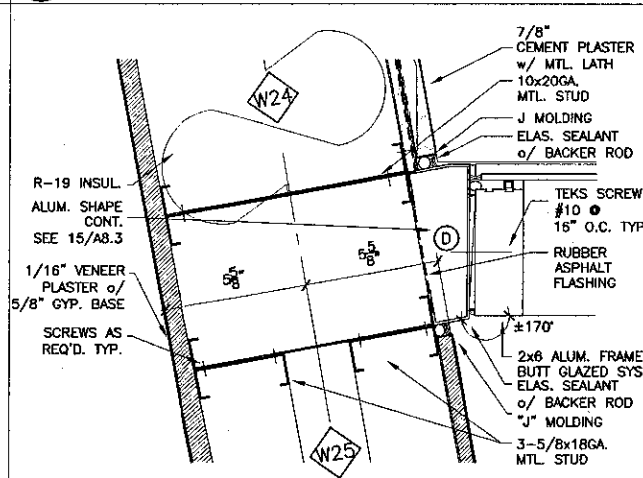 7/8"
CEMENT PLASTER
w/ MTL. LATH
10x20GA.
MTL. STUD
J MOLDING
ELAS. SEALANT
o/ BACKER ROD
W24
R-19 INSUL.
ALUM. SHAPE
CONT.
SEE 15/A8.3
1/16" VENEER
PLASTER o/
5/8" GYP. BASE
SCREWS AS
REQ'D. TYP.
5 5/8"
5 5/8"
D
TEKS SCREW
#10 @
16" O.C. TYP
RUBBER
ASPHALT
FLASHING
±170°
2x6 ALUM. FRAME
BUTT GLAZED SYS
ELAS. SEALANT
o/ BACKER ROD
"J" MOLDING
3-5/8x18GA.
MTL. STUD
W25